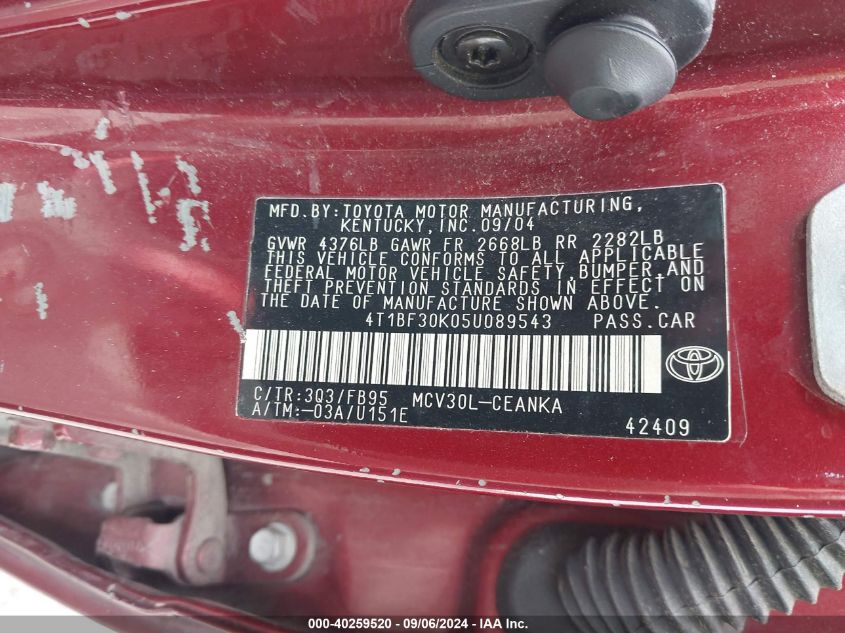 MFD.BY:TOYOTA MOTOR MANUFACTURING,
KENTUCKY,INC.09/04
GVWR 4376LB GAWR FR 2668LB RR 2282LB
THIS VEHICLE CONFORMS TO ALL APPLICABLE
FEDERAL MOTOR VEHICLE SAFETY,BUMPER,AND
THEFT PREVENTION STANDARDS IN EFFECT ON
THE DATE OF MANUFACTURE SHOWN ABOVE.
4T1BF30K05U089543 PASS.CAR
C/TR:3Q3/FB95 MCV30L-CEANKA
A/TM:-03A/U151E
42409
000-40259520 - 09/06/2024 - IAA Inc.